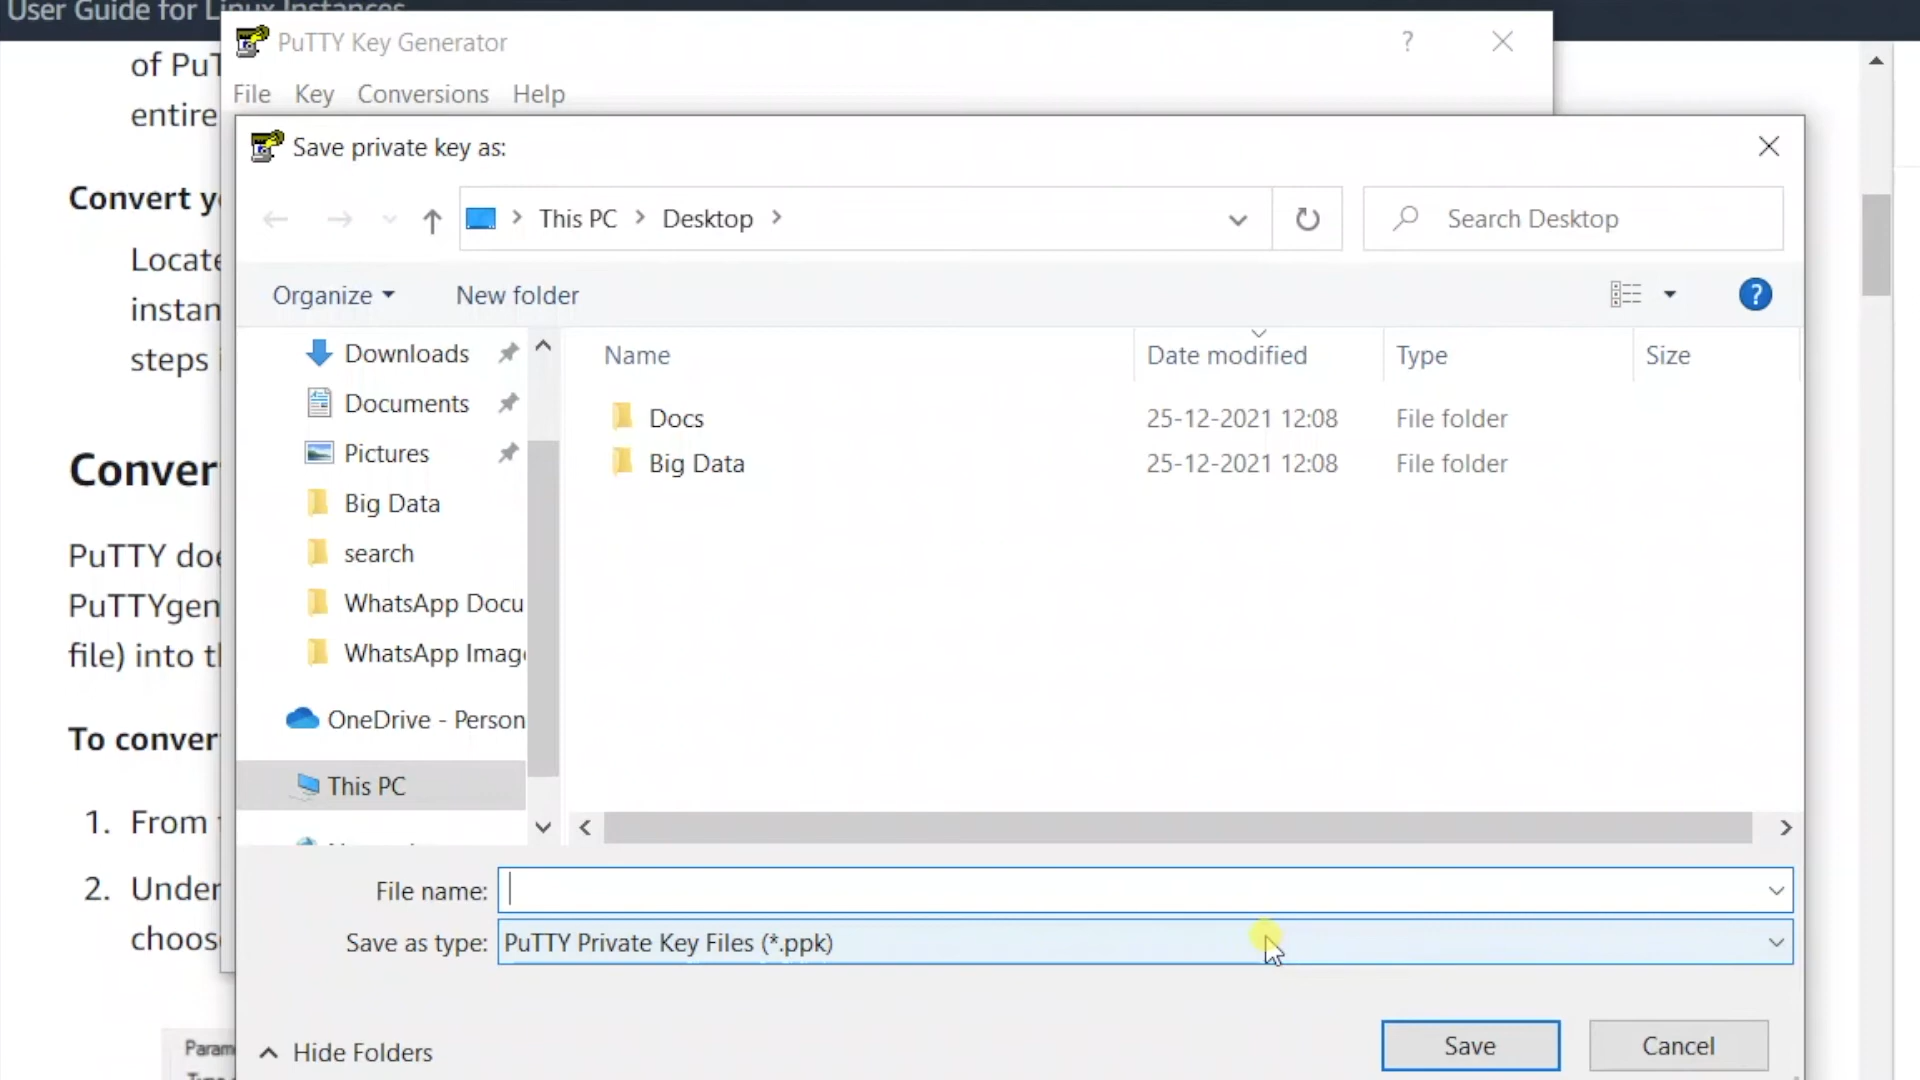 User Guide for Linux Instances
PuTTY Key Generator
?
of PuT
File Key Conversions Help
entire
Save private key as:
Convert y
This PC > Desktop >
Search Desktop
Locate
Organize
New folder
?
instan
Downloads
Name
Date modified
Type
Size
steps
Documents
Docs
25-12-2021 12:08
File folder
Pictures
Big Data
25-12-2021 12:08
File folder
Conver
Big Data
search
PuTTY doe
PuTTYgen
WhatsApp Docu
file) into t
WhatsApp Imag
OneDrive - Person
To conver
This PC
1. From
2. Under
File name:
choos
Save as type:
PuTTY Private Key Files (*.ppk)
Param
Hide Folders
Save
Cancel